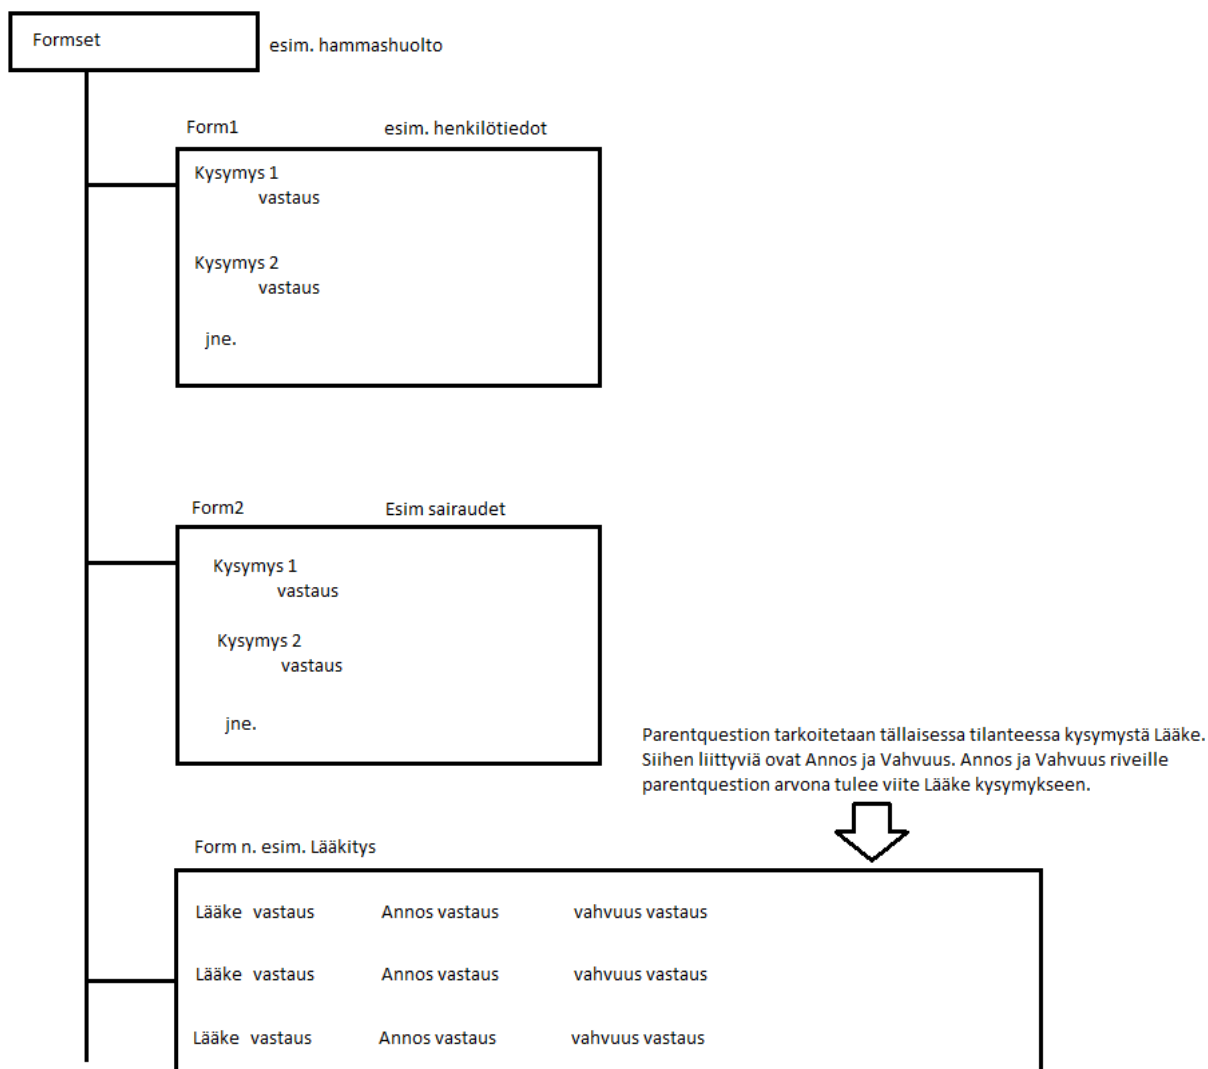 Formset
esim. hammashuolto
Form1 esim. henkilötiedot
Kysymys 1
vastaus
Kysymys 2
vastaus
jne.
Form2 Esim sairaudet
Kysymys 1
vastaus
Kysymys 2
vastaus
jne.
Parentquestion tarkoitetaan tällaisessa tilanteessa kysymystä Lääke.
Siihen liittyviä ovat Annos ja Vahvuus. Annos ja Vahvuus riveille
parentquestion arvona tulee viite Lääke kysymykseen.
Form n. esim. Lääkitys
Lääke vastaus Annos vastaus vahvuus vastaus
Lääke vastaus Annos vastaus vahvuus vastaus
Lääke vastaus Annos vastaus vahvuus vastaus